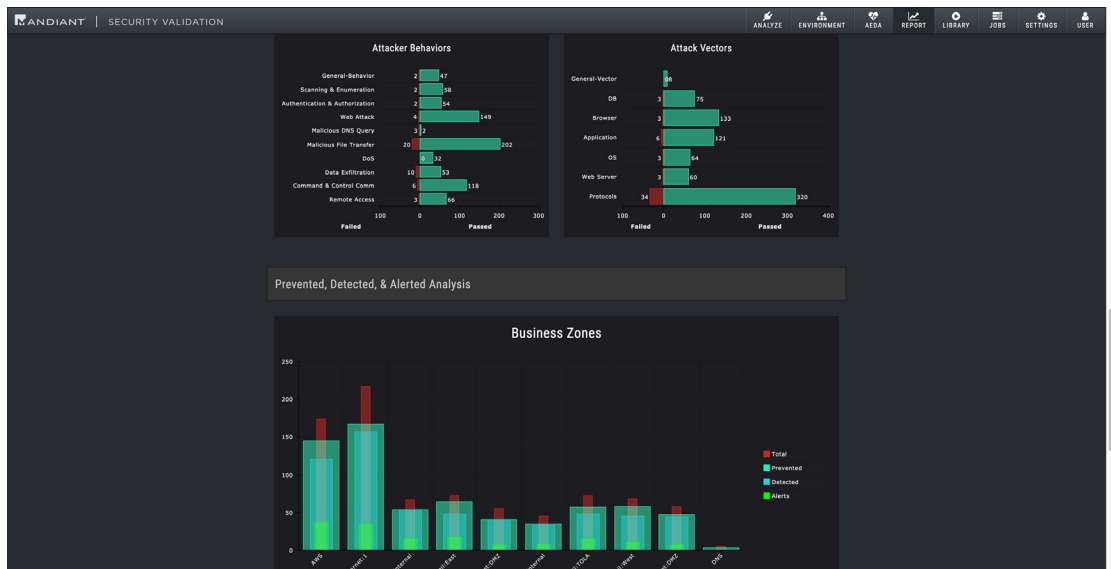 MANDIANT | SECURITY VALIDATION
ANALYZE ENVIRONMENT AEDA REPORT LIBRARY JOBS SETTINGS USER
Attacker Behaviors
General-Behavior 2 47
Scanning & Enumeration 2 58
Authentication & Authorization 2 54
Web Attack 4 149
Malicious DNS Query 3 2
Malicious File Transfer 20 202
DoS 0 32
Data Exfiltration 10 53
Command & Control Comm 6 118
Remote Access 3 66
100 0 100 200 300
Failed Passed
Attack Vectors
General-Vector
DB 3 75
Browser 3 133
Application 6 121
OS 3 64
Web Server 3 60
Protocols 34 320
100 0 100 200 300 400
Failed Passed
Prevented, Detected, & Alerted Analysis
Business Zones
250
200
150
100
50
0
AWS
DNS
Total
Prevented
Detected
Alerts